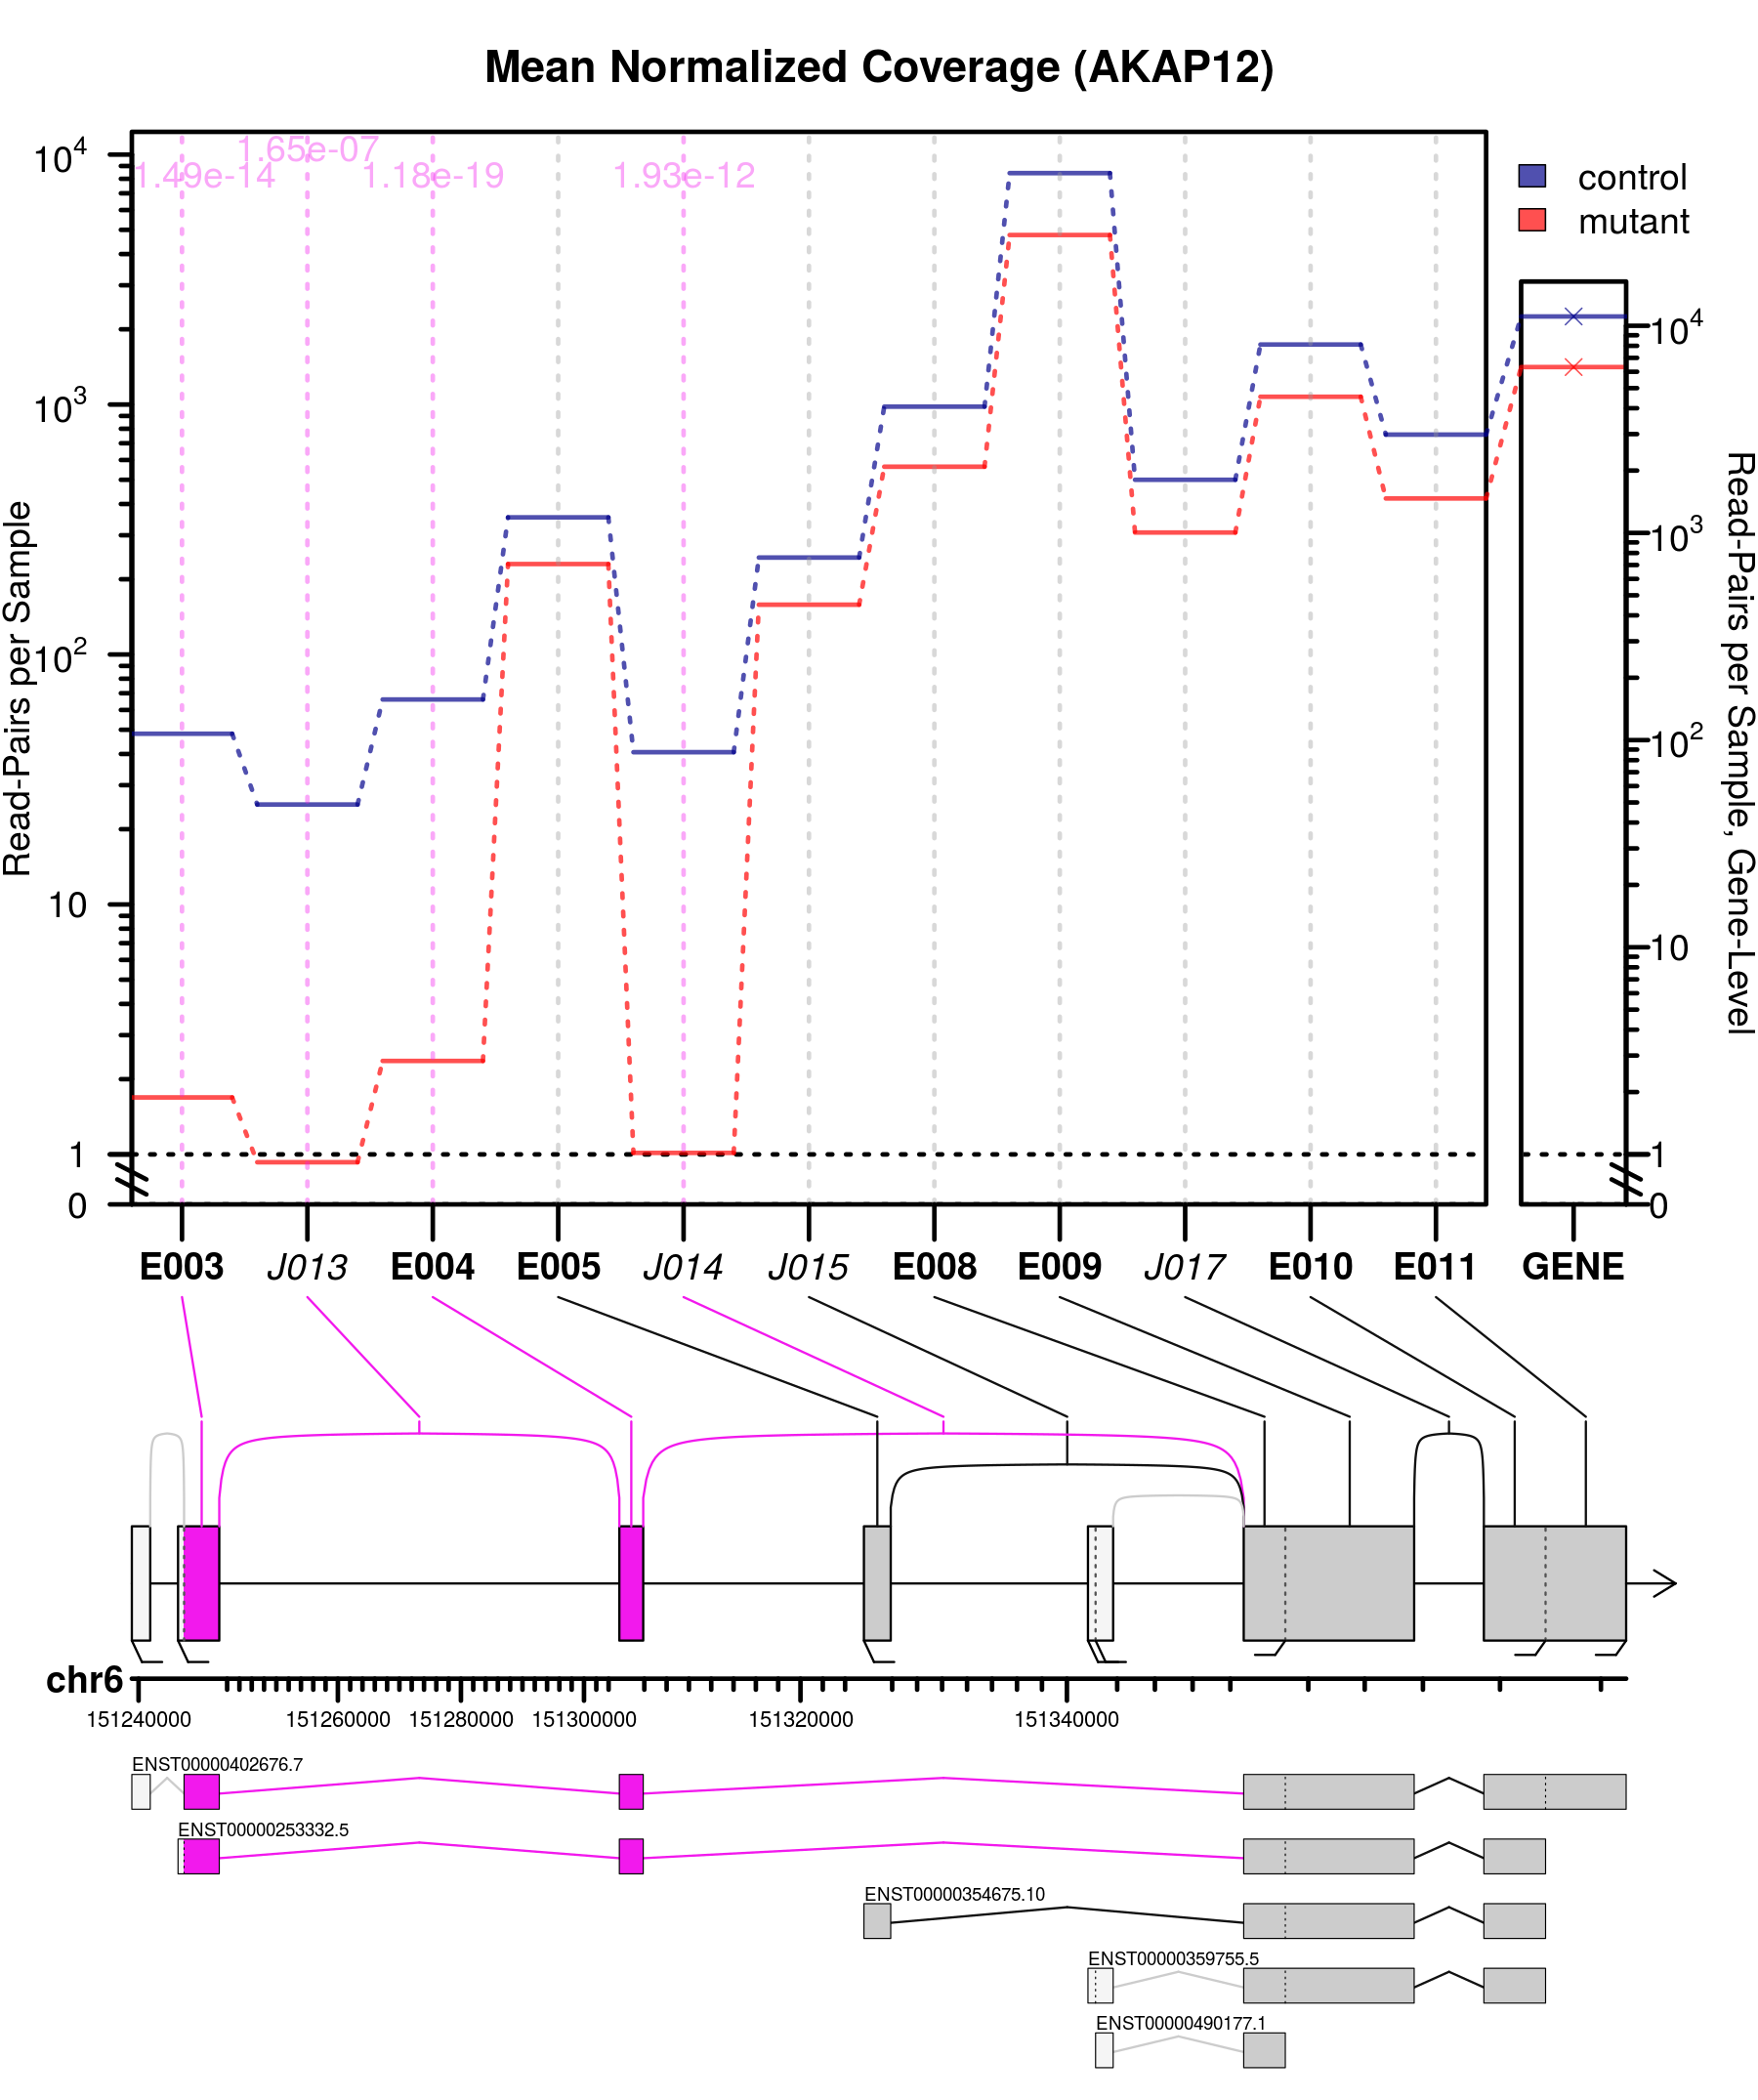 Mean Normalized Coverage (AKAP12)
1.65e-07
1.49e-14 1.18e-19 1.93e-12
control
mutant
Read-Pairs per Sample
10^4
10^3
10^2
10
1
0
Read-Pairs per Sample, Gene-Level
10^4
10^3
10^2
10
1
0
E003 J013 E004 E005 J014 J015 E008 E009 J017 E010 E011 GENE
chr6
151240000 151260000 151280000 151300000 151320000 151340000
ENST00000402676.7
ENST00000253332.5
ENST00000354675.10
ENST00000359755.5
ENST00000490177.1